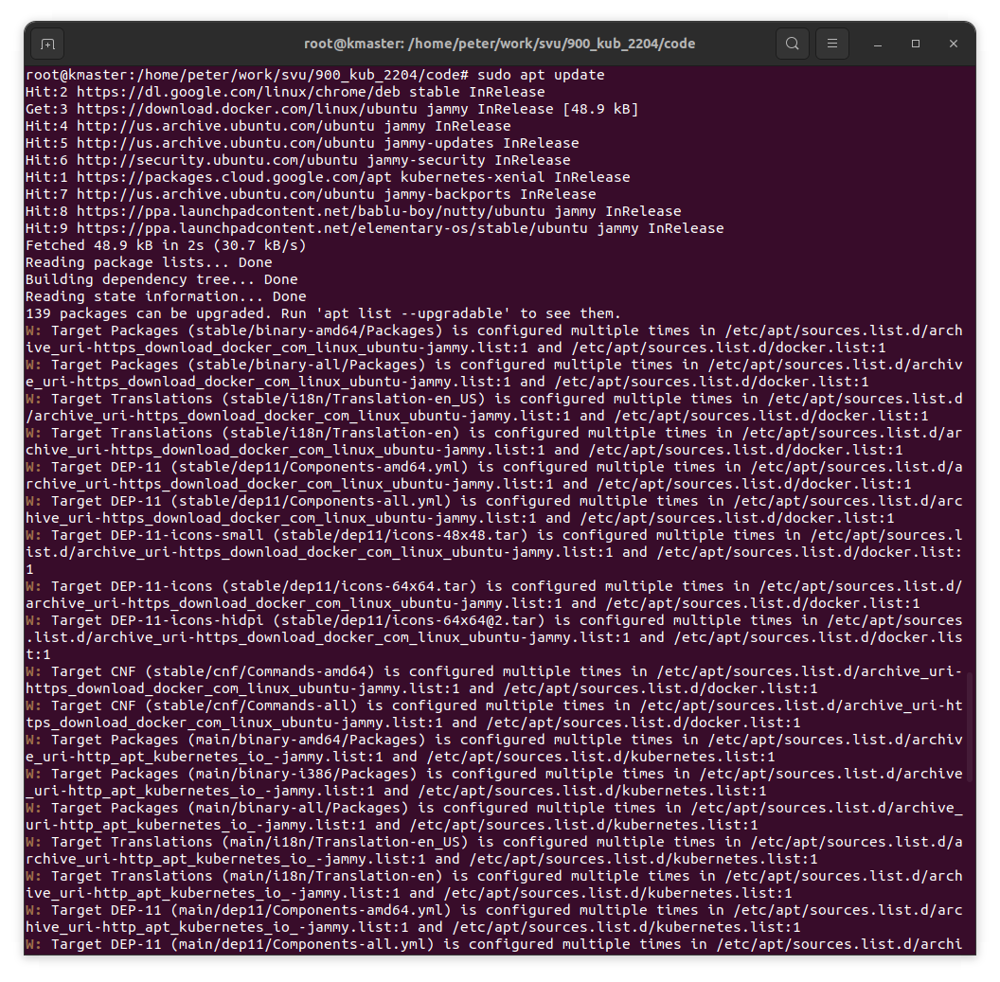 root@kmaster: /home/peter/work/svu/900_kub_2204/code
root@kmaster:/home/peter/work/svu/900_kub_2204/code# sudo apt update
Hit:2 https://dl.google.com/linux/chrome/deb stable InRelease
Get:3 https://download.docker.com/linux/ubuntu jammy InRelease [48.9 kB]
Hit:4 http://us.archive.ubuntu.com/ubuntu jammy InRelease
Hit:5 http://us.archive.ubuntu.com/ubuntu jammy-updates InRelease
Hit:6 http://security.ubuntu.com/ubuntu jammy-security InRelease
Hit:1 https://packages.cloud.google.com/apt kubernetes-xenial InRelease
Hit:7 http://us.archive.ubuntu.com/ubuntu jammy-backports InRelease
Hit:8 https://ppa.launchpadcontent.net/bablu-boy/nutty/ubuntu jammy InRelease
Hit:9 https://ppa.launchpadcontent.net/elementary-os/stable/ubuntu jammy InRelease
Fetched 48.9 kB in 2s (30.7 kB/s)
Reading package lists... Done
Building dependency tree... Done
Reading state information... Done
139 packages can be upgraded. Run 'apt list --upgradable' to see them.
W: Target Packages (stable/binary-amd64/Packages) is configured multiple times in /etc/apt/sources.list.d/arch
ive_uri-https_download_docker_com_linux_ubuntu-jammy.list:1 and /etc/apt/sources.list.d/docker.list:1
W: Target Packages (stable/binary-all/Packages) is configured multiple times in /etc/apt/sources.list.d/archiv
e_uri-https_download_docker_com_linux_ubuntu-jammy.list:1 and /etc/apt/sources.list.d/docker.list:1
W: Target Translations (stable/i18n/Translation-en_US) is configured multiple times in /etc/apt/sources.list.d
/archive_uri-https_download_docker_com_linux_ubuntu-jammy.list:1 and /etc/apt/sources.list.d/docker.list:1
W: Target Translations (stable/i18n/Translation-en) is configured multiple times in /etc/apt/sources.list.d/ar
chive_uri-https_download_docker_com_linux_ubuntu-jammy.list:1 and /etc/apt/sources.list.d/docker.list:1
W: Target DEP-11 (stable/dep11/Components-amd64.yml) is configured multiple times in /etc/apt/sources.list.d/a
rchive_uri-https_download_docker_com_linux_ubuntu-jammy.list:1 and /etc/apt/sources.list.d/docker.list:1
W: Target DEP-11 (stable/dep11/Components-all.yml) is configured multiple times in /etc/apt/sources.list.d/arc
hive_uri-https_download_docker_com_linux_ubuntu-jammy.list:1 and /etc/apt/sources.list.d/docker.list:1
W: Target DEP-11-icons-small (stable/dep11/icons-48x48.tar) is configured multiple times in /etc/apt/sources.l
ist.d/archive_uri-https_download_docker_com_linux_ubuntu-jammy.list:1 and /etc/apt/sources.list.d/docker.list:
1
W: Target DEP-11-icons (stable/dep11/icons-64x64.tar) is configured multiple times in /etc/apt/sources.list.d/
archive_uri-https_download_docker_com_linux_ubuntu-jammy.list:1 and /etc/apt/sources.list.d/docker.list:1
W: Target DEP-11-icons-hidpi (stable/dep11/icons-64x64@2.tar) is configured multiple times in /etc/apt/sources
.list.d/archive_uri-https_download_docker_com_linux_ubuntu-jammy.list:1 and /etc/apt/sources.list.d/docker.lis
t:1
W: Target CNF (stable/cnf/Commands-amd64) is configured multiple times in /etc/apt/sources.list.d/archive_uri-
https_download_docker_com_linux_ubuntu-jammy.list:1 and /etc/apt/sources.list.d/docker.list:1
W: Target CNF (stable/cnf/Commands-all) is configured multiple times in /etc/apt/sources.list.d/archive_uri-ht
tps_download_docker_com_linux_ubuntu-jammy.list:1 and /etc/apt/sources.list.d/docker.list:1
W: Target Packages (main/binary-amd64/Packages) is configured multiple times in /etc/apt/sources.list.d/archiv
e_uri-http_apt_kubernetes_io_-jammy.list:1 and /etc/apt/sources.list.d/kubernetes.list:1
W: Target Packages (main/binary-i386/Packages) is configured multiple times in /etc/apt/sources.list.d/archive
_uri-http_apt_kubernetes_io_-jammy.list:1 and /etc/apt/sources.list.d/kubernetes.list:1
W: Target Packages (main/binary-all/Packages) is configured multiple times in /etc/apt/sources.list.d/archive_
uri-http_apt_kubernetes_io_-jammy.list:1 and /etc/apt/sources.list.d/kubernetes.list:1
W: Target Translations (main/i18n/Translation-en_US) is configured multiple times in /etc/apt/sources.list.d/a
rchive_uri-http_apt_kubernetes_io_-jammy.list:1 and /etc/apt/sources.list.d/kubernetes.list:1
W: Target Translations (main/i18n/Translation-en) is configured multiple times in /etc/apt/sources.list.d/arch
ive_uri-http_apt_kubernetes_io_-jammy.list:1 and /etc/apt/sources.list.d/kubernetes.list:1
W: Target DEP-11 (main/dep11/Components-amd64.yml) is configured multiple times in /etc/apt/sources.list.d/arc
hive_uri-http_apt_kubernetes_io_-jammy.list:1 and /etc/apt/sources.list.d/kubernetes.list:1
W: Target DEP-11 (main/dep11/Components-all.yml) is configured multiple times in /etc/apt/sources.list.d/archi